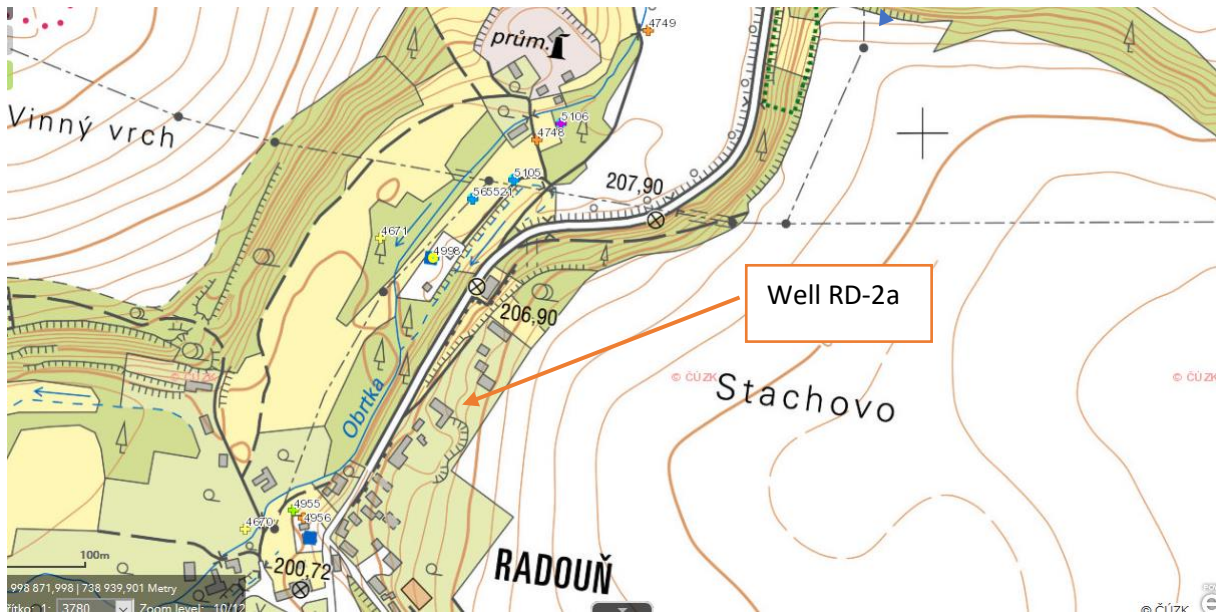 4749
prům.
Vinný vrch
5106
4748
5105
207,90
565521
4671
4998
Well RD-2a
206,90
© ČÚZK
© ČÚZK
Stachovo
Obrtka
4955
4956
4670
100m
200,72
RADOUŇ
998 871,998 | 738 939,901 Metry
1: 3780 Zoom level: 10/12
© ČÚZK